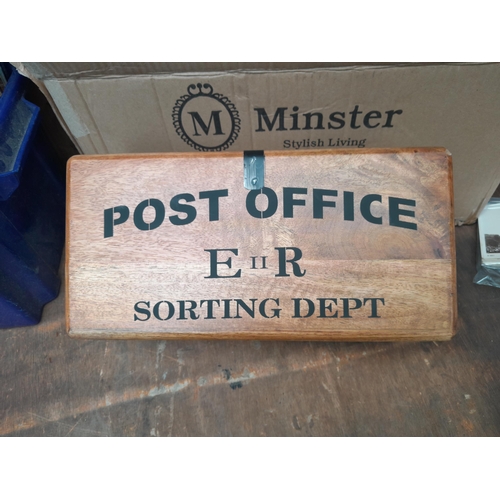 M Minster
Stylish Living
POST OFFICE
E II R
SORTING DEPT